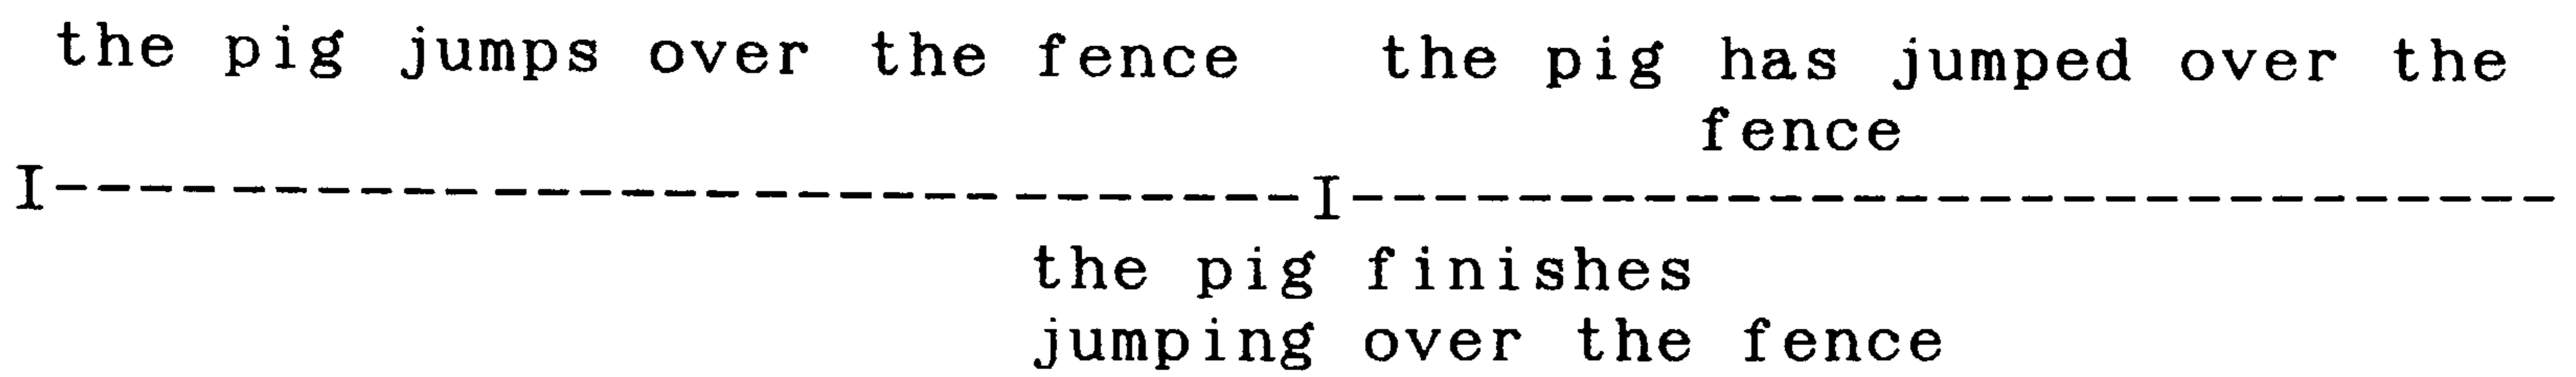 the pig jumps over the fence the pig has jumped over the
fence
I------------------------------I-----------------------------
the pig finishes
jumping over the fence